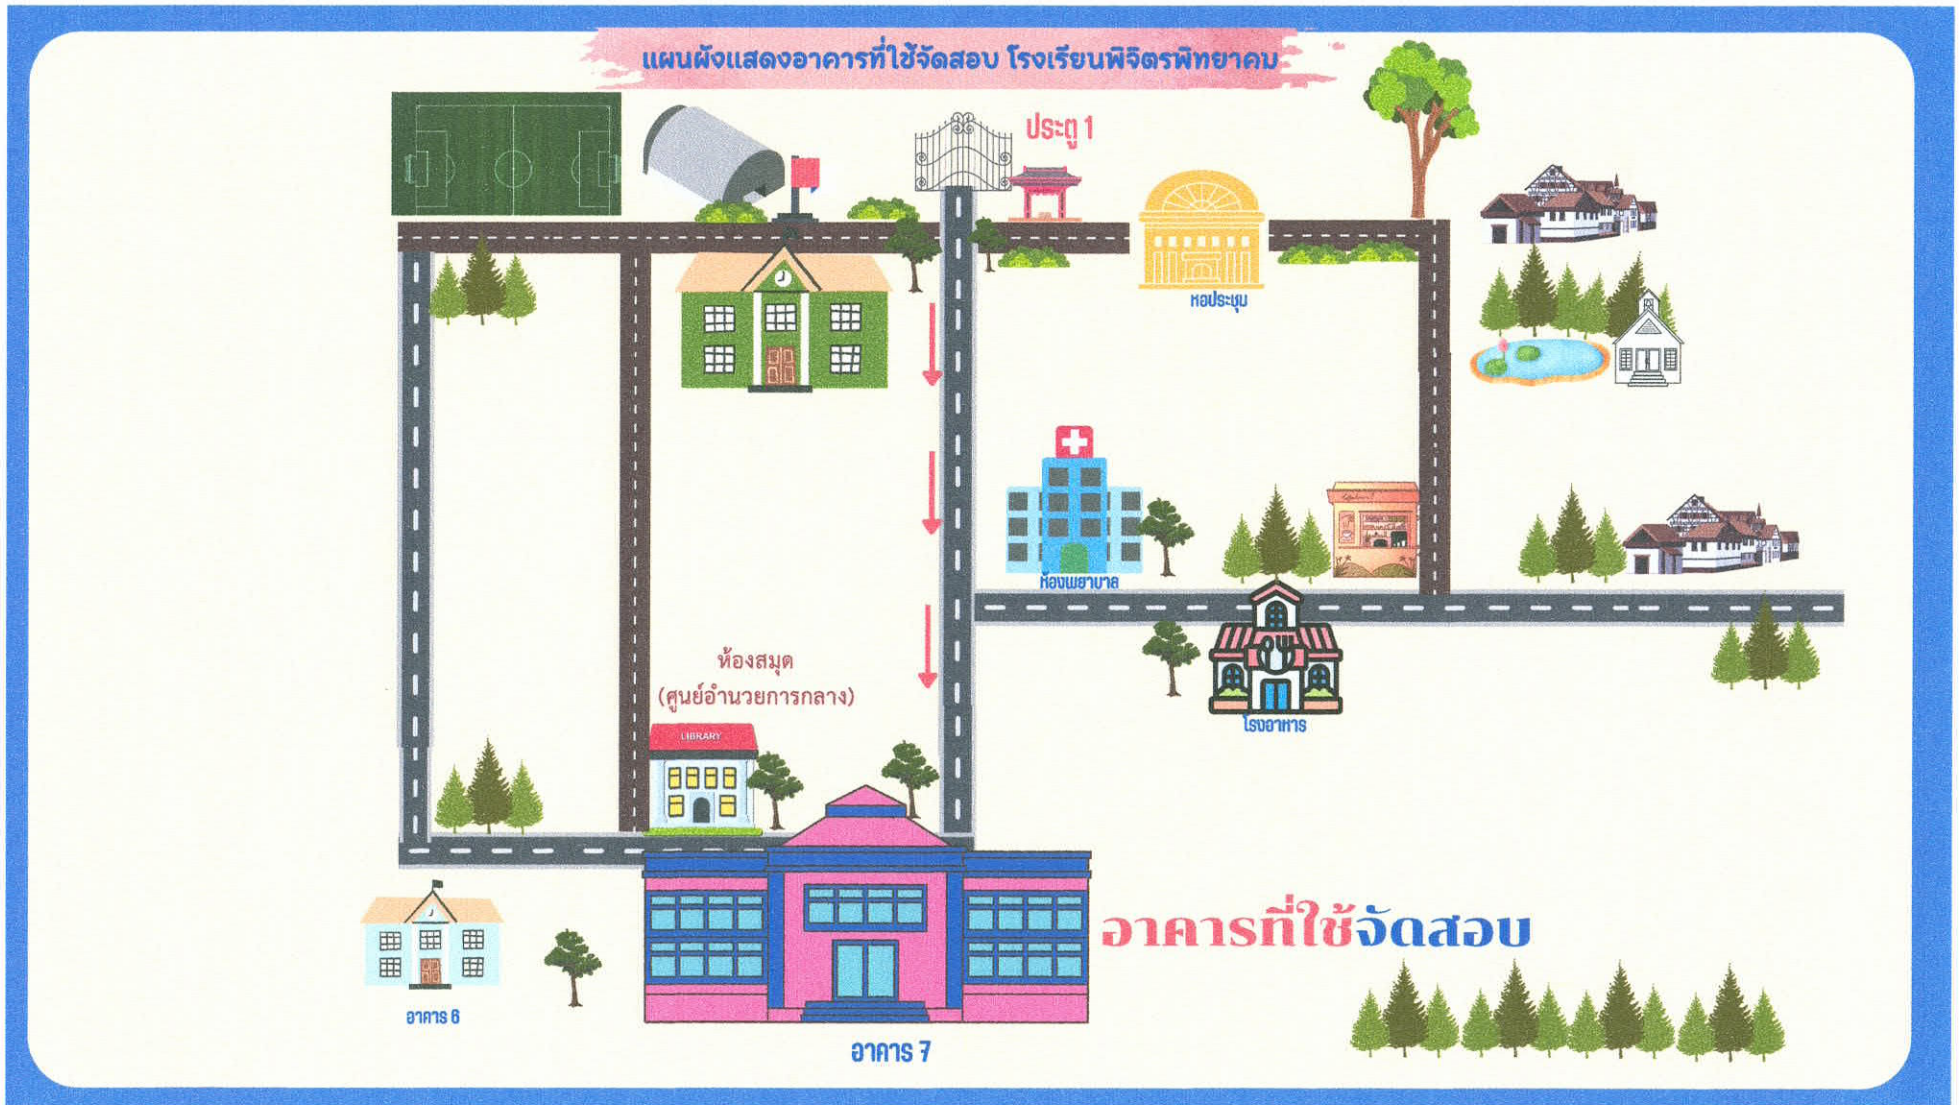 แผนผังแสดงอาคารที่ใช้จัดสอบ โรงเรียนพิจิตรพิทยาคม
ประตู 1
หอประชุม
ห้องพยาบาล
ห้องสมุด
(ศูนย์อำนวยการกลาง)
LIBRARY
โรงอาหาร
อาคารที่ใช้จัดสอบ
อาคาร 6
อาคาร 7